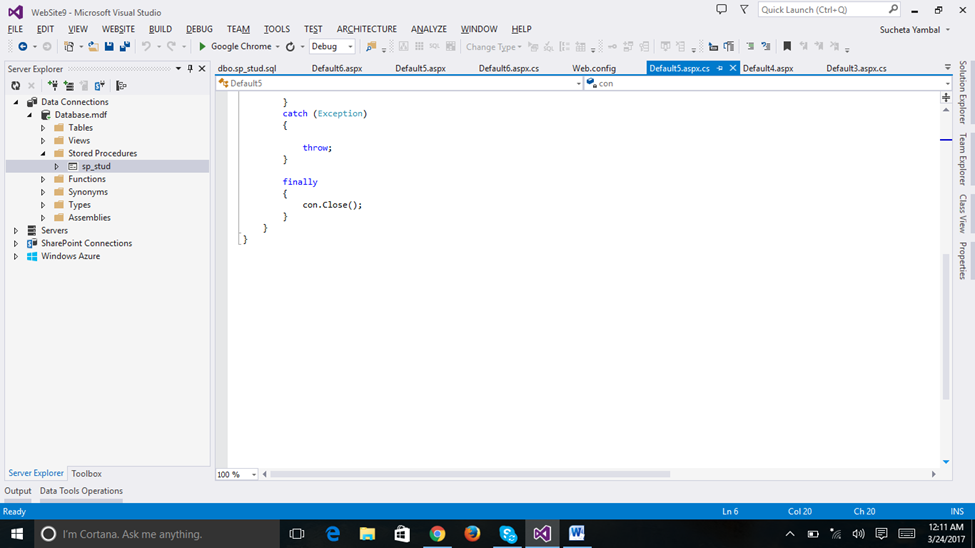 WebSite9 - Microsoft Visual Studio
Quick Launch (Ctrl+Q)
FILE EDIT VIEW WEBSITE BUILD DEBUG TEAM TOOLS TEST ARCHITECTURE ANALYZE WINDOW HELP
Sucheta Yambal
Google Chrome Debug Change Type
Server Explorer
dbo.sp_stud.sql Default6.aspx Default5.aspx Default6.aspx.cs Web.config Default5.aspx.cs Default4.aspx Default3.aspx.cs
Default5 con
Data Connections
Database.mdf
Tables
Views
Stored Procedures
sp_stud
Functions
Synonyms
Types
Assemblies
Servers
SharePoint Connections
Windows Azure
}
catch (Exception)
{
throw;
}
finally
{
con.Close();
}
}
}
Solution Explorer
Team Explorer
Class View
Properties
100 %
Server Explorer Toolbox
Output Data Tools Operations
Ready Ln 6 Col 20 Ch 20 INS
I'm Cortana. Ask me anything.
12:11 AM
3/24/2017